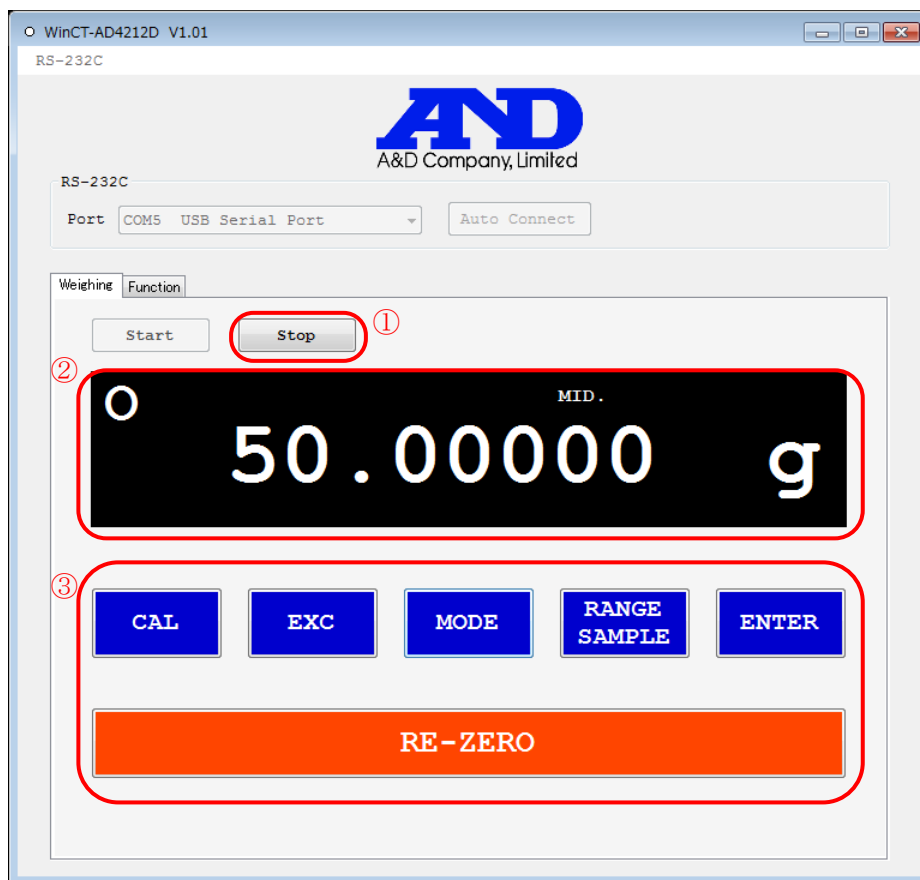 WinCT-AD4212D V1.01
RS-232C
AND
A&D Company, Limited
RS-232C
Port COM5 USB Serial Port Auto Connect
Weighing Function
Start Stop ①
②
O MID.
50.00000 g
③
CAL EXC MODE RANGE SAMPLE ENTER
RE-ZERO